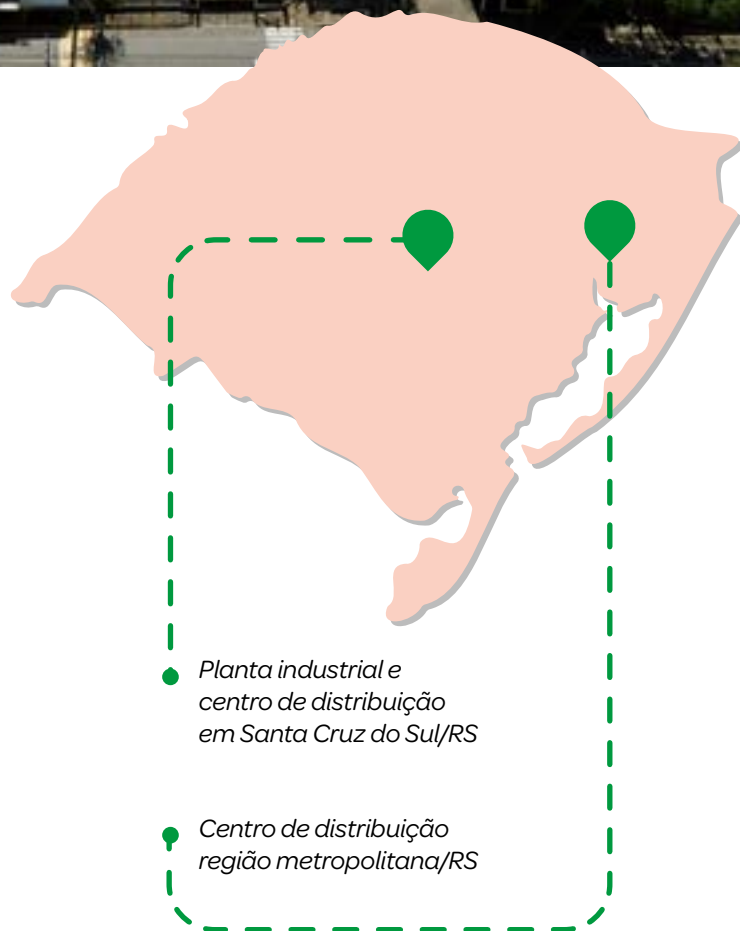 Planta industrial e
centro de distribuição
em Santa Cruz do Sul/RS
Centro de distribuição
região metropolitana/RS